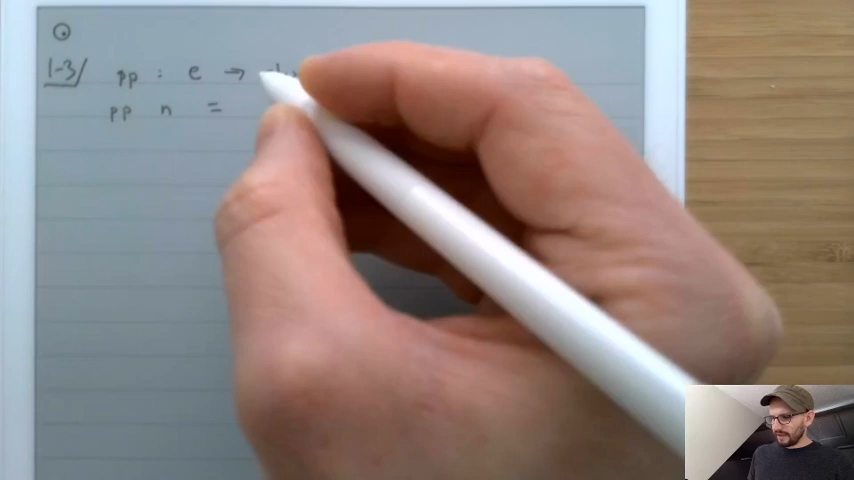 1-3/ pp : e →
pp n =